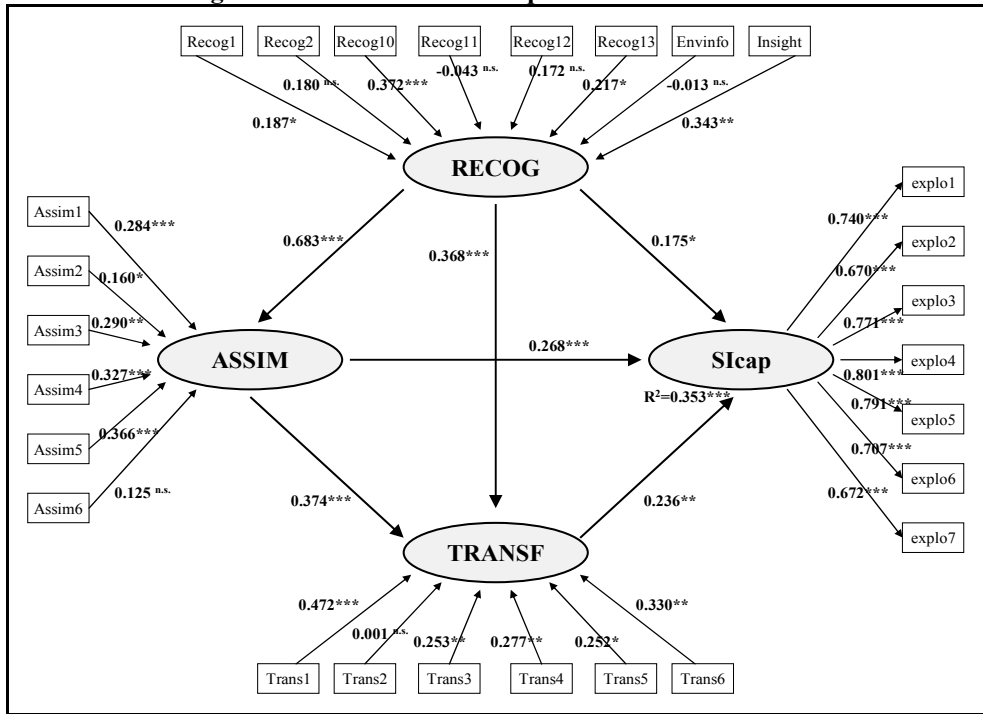 Recog1 Recog2 Recog10 Recog11 Recog12 Recog13 Envinfo Insight
0.187* 0.180 n.s. 0.372*** -0.043 n.s. 0.172 n.s. 0.217* -0.013 n.s. 0.343**
RECOG
Assim1
Assim2
Assim3
Assim4
Assim5
Assim6
0.284***
0.160*
0.290**
0.327***
0.366***
0.125 n.s.
0.683***
0.368***
0.175*
ASSIM
0.268***
SIcap
R²=0.353***
0.374***
0.236**
explo1
explo2
explo3
explo4
explo5
explo6
explo7
0.740***
0.670***
0.771***
0.801***
0.791***
0.707***
0.672***
TRANSF
0.472*** 0.001 n.s. 0.253** 0.277** 0.252* 0.330**
Trans1 Trans2 Trans3 Trans4 Trans5 Trans6